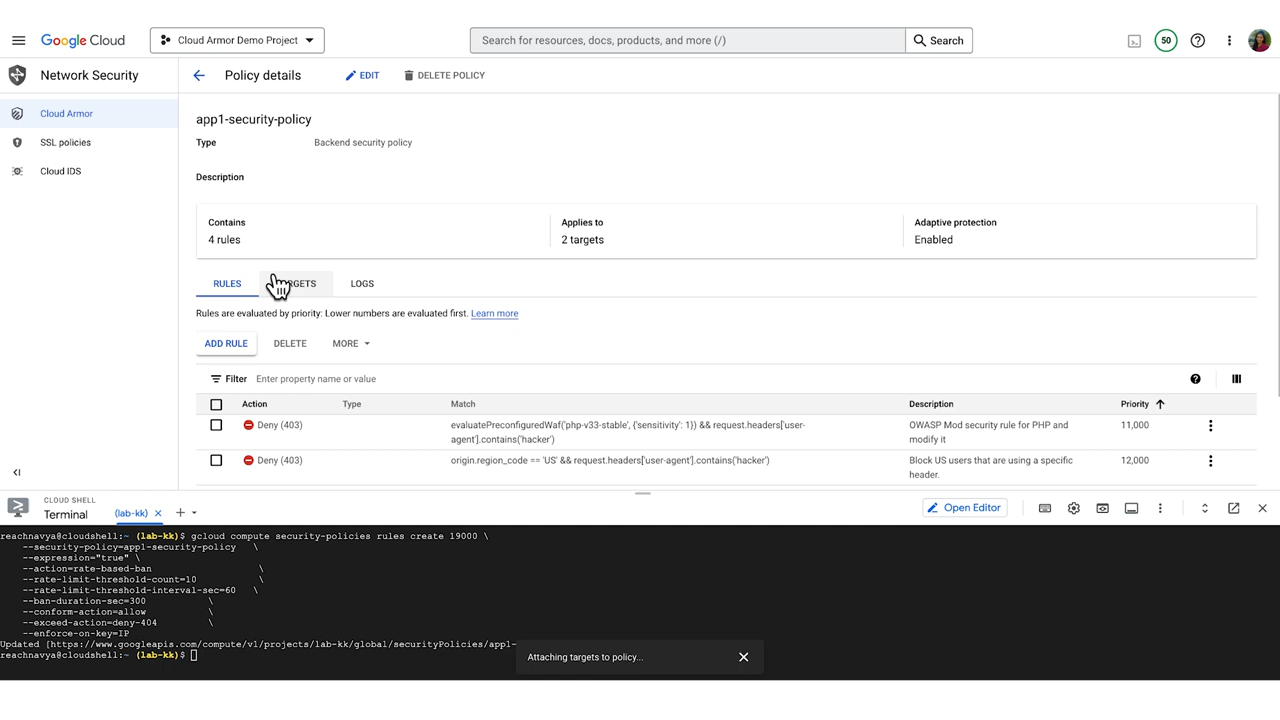 Google Cloud
Cloud Armor Demo Project
Search for resources, docs, products, and more (/)
Search
50
Network Security
Policy details
EDIT
DELETE POLICY
Cloud Armor
SSL policies
Cloud IDS
app1-security-policy
Type
Backend security policy
Description
Contains
4 rules
Applies to
2 targets
Adaptive protection
Enabled
RULES
LOGS
Rules are evaluated by priority: Lower numbers are evaluated first. Learn more
ADD RULE
DELETE
MORE
Filter
Enter property name or value
Action
Type
Match
Description
Priority
Deny (403)
evaluatePreconfiguredWaf('php-v33-stable', {'sensitivity': 1}) && request.headers['user-
agent'].contains('hacker')
OWASP Mod security rule for PHP and
modify it
11,000
Deny (403)
origin.region_code == 'US' && request.headers['user-agent'].contains('hacker')
Block US users that are using a specific
header.
12,000
CLOUD SHELL
Terminal
(lab-kk)
Open Editor
reachnavya@cloudshell:~ (lab-kk)$ gcloud compute security-policies rules create 19000 \
--security-policy=app1-security-policy \
--expression="true" \
--action=rate-based-ban \
--rate-limit-threshold-count=10 \
--rate-limit-threshold-interval-sec=60 \
--ban-duration-sec=300 \
--conform-action=allow \
--exceed-action=deny-404 \
--enforce-on-key=IP
Updated [https://www.googleapis.com/compute/v1/projects/lab-kk/global/securityPolicies/app1-
reachnavya@cloudshell:~ (lab-kk)$
Attaching targets to policy...